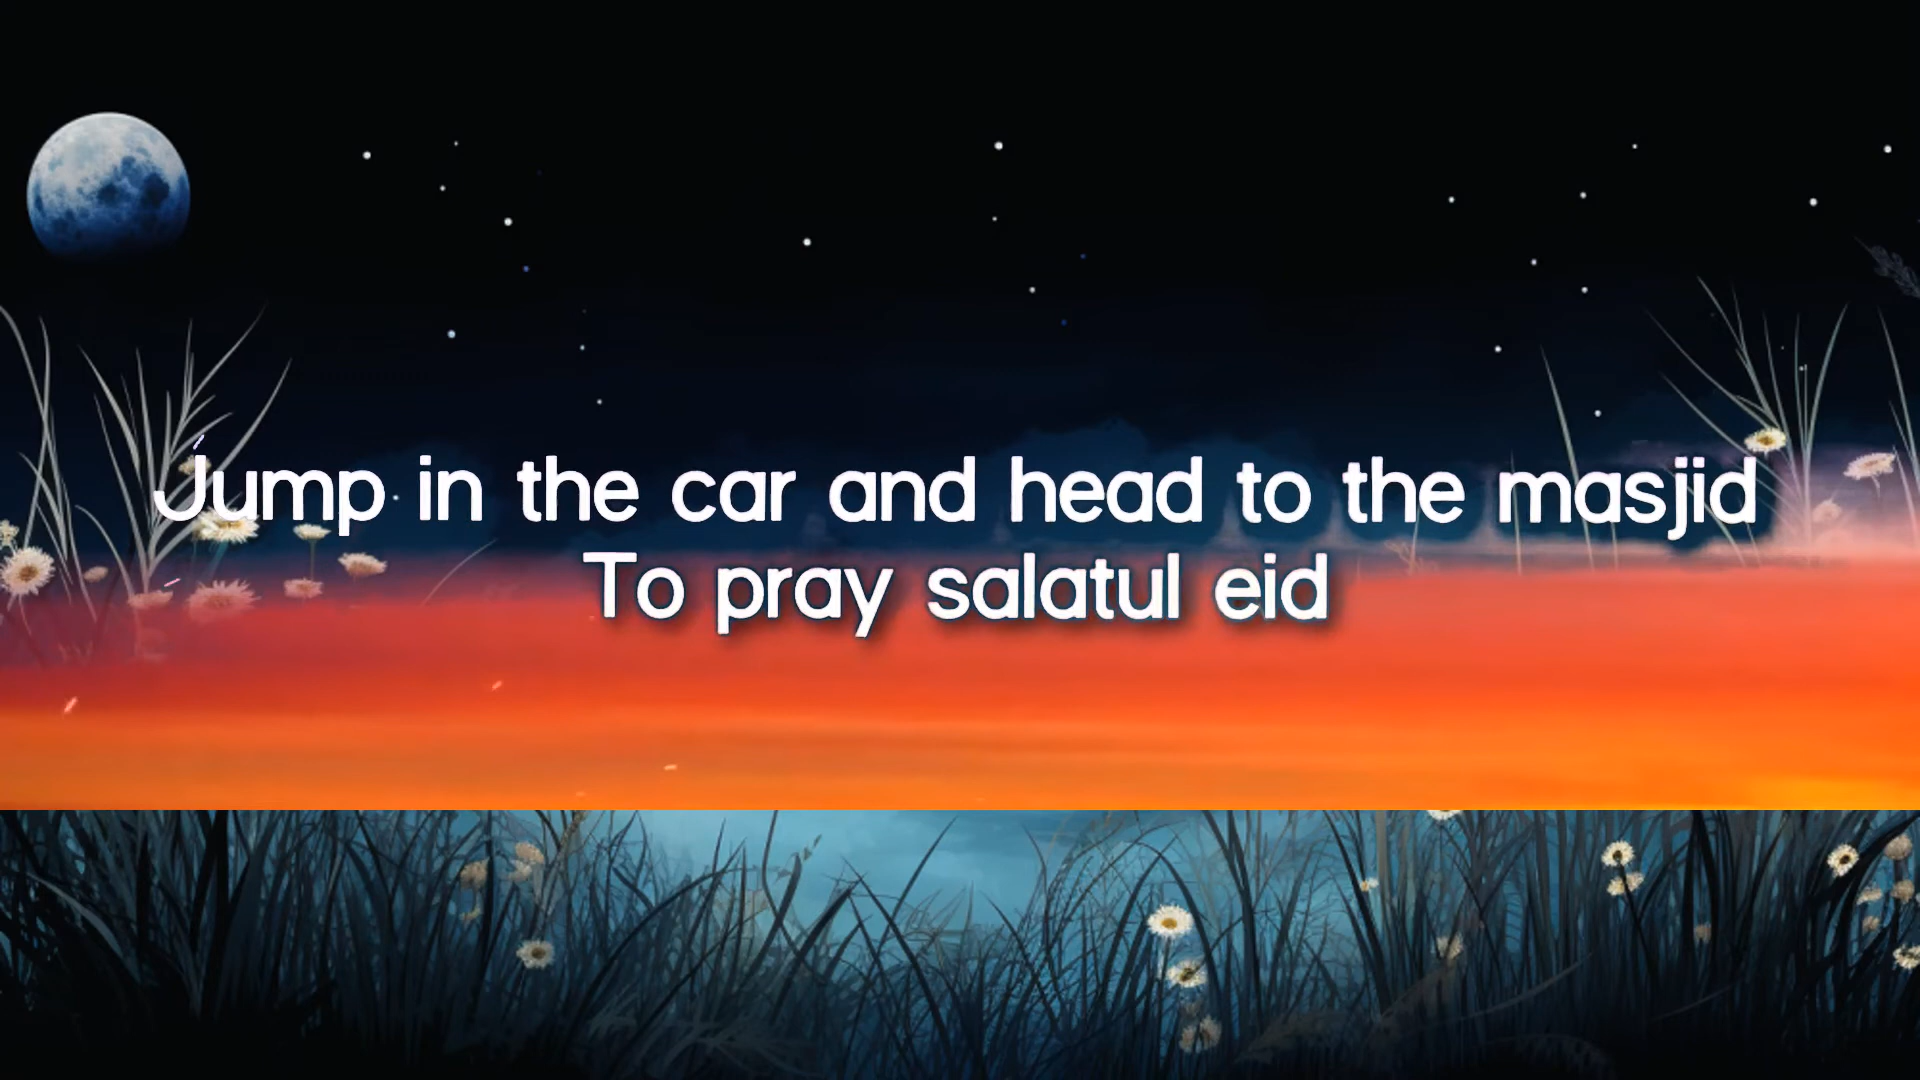 Jump in the car and head to the masjid
To pray salatul eid